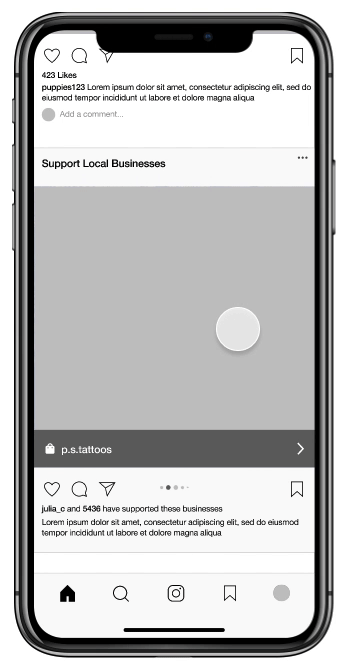 423 Likes
puppies123 Lorem ipsum dolor sit amet, consectetur adipiscing elit, sed do
eiusmod tempor incididunt ut labore et dolore magna aliqua
Add a comment...
Support Local Businesses
p.s.tattoos
julia_c and 5436 have supported these businesses
Lorem ipsum dolor sit amet, consectetur adipiscing elit, sed do eiusmod
tempor incididunt ut labore et dolore magna aliqua